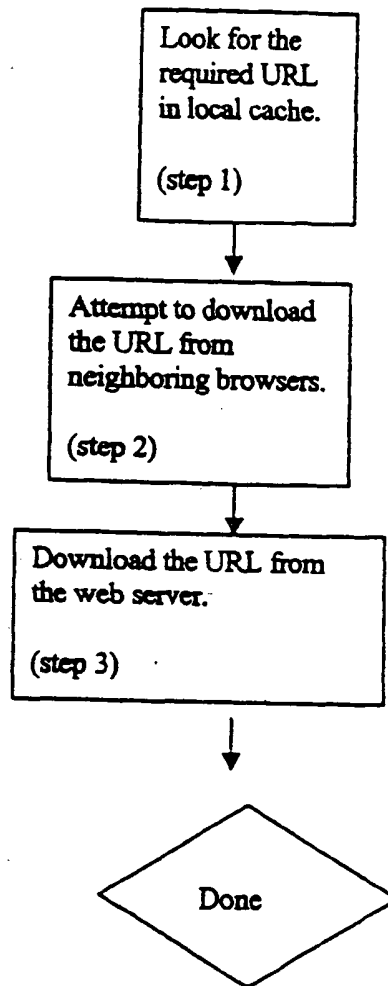 Look for the
required URL
in local cache.
(step 1)
Attempt to download
the URL from
neighboring browsers.
(step 2)
Download the URL from
the web server.
(step 3)
Done